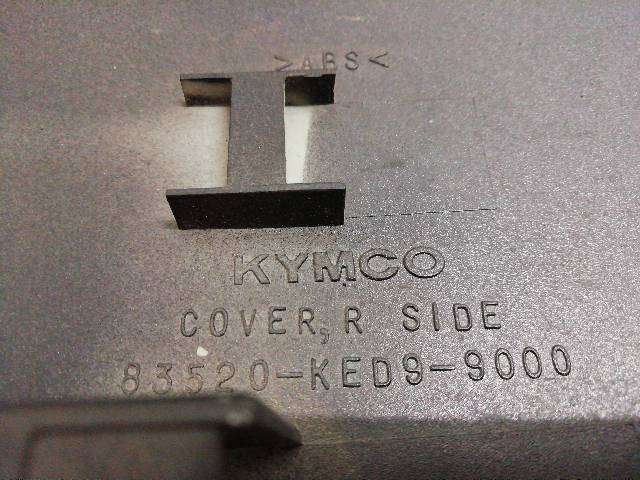 >ABS<
KYMCO
COVER, R SIDE
83520-KED9-9000